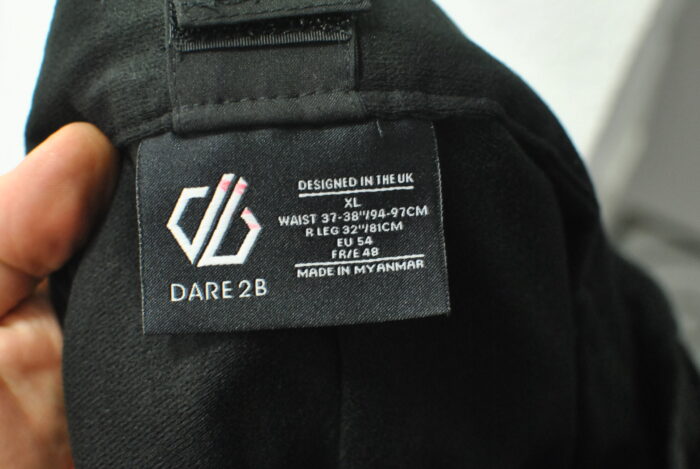 DESIGNED IN THE UK
XL
WAIST 37-38"/94-97CM
R LEG 32"/81CM
EU 54
FR/E 48
MADE IN MYANMAR
DARE 2B